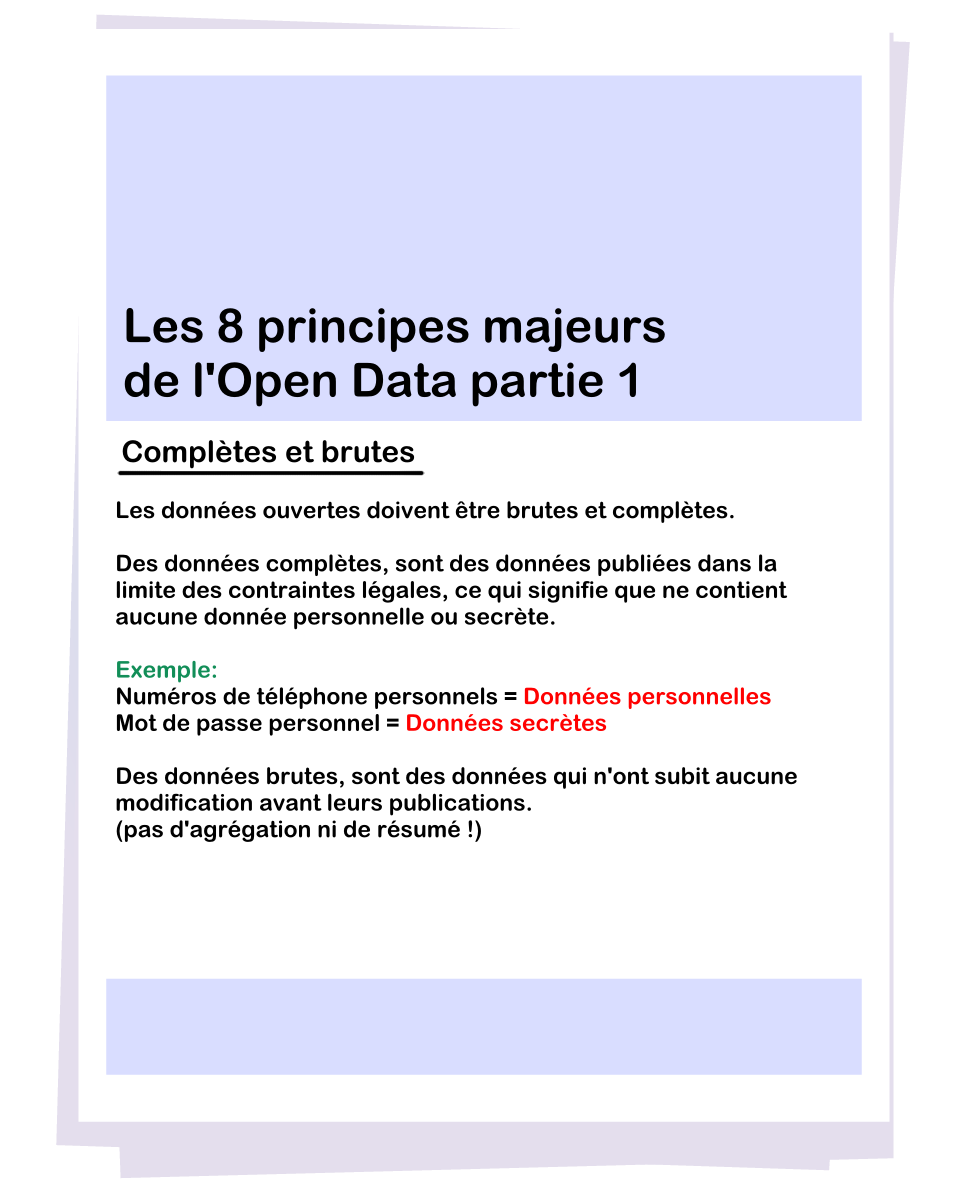 Les 8 principes majeurs
de l'Open Data partie 1
Complètes et brutes
Les données ouvertes doivent être brutes et complètes.
Des données complètes, sont des données publiées dans la
limite des contraintes légales, ce qui signifie que ne contient
aucune donnée personnelle ou secrète.
Exemple:
Numéros de téléphone personnels = Données personnelles
Mot de passe personnel = Données secrètes
Des données brutes, sont des données qui n'ont subit aucune
modification avant leurs publications.
(pas d'agrégation ni de résumé !)